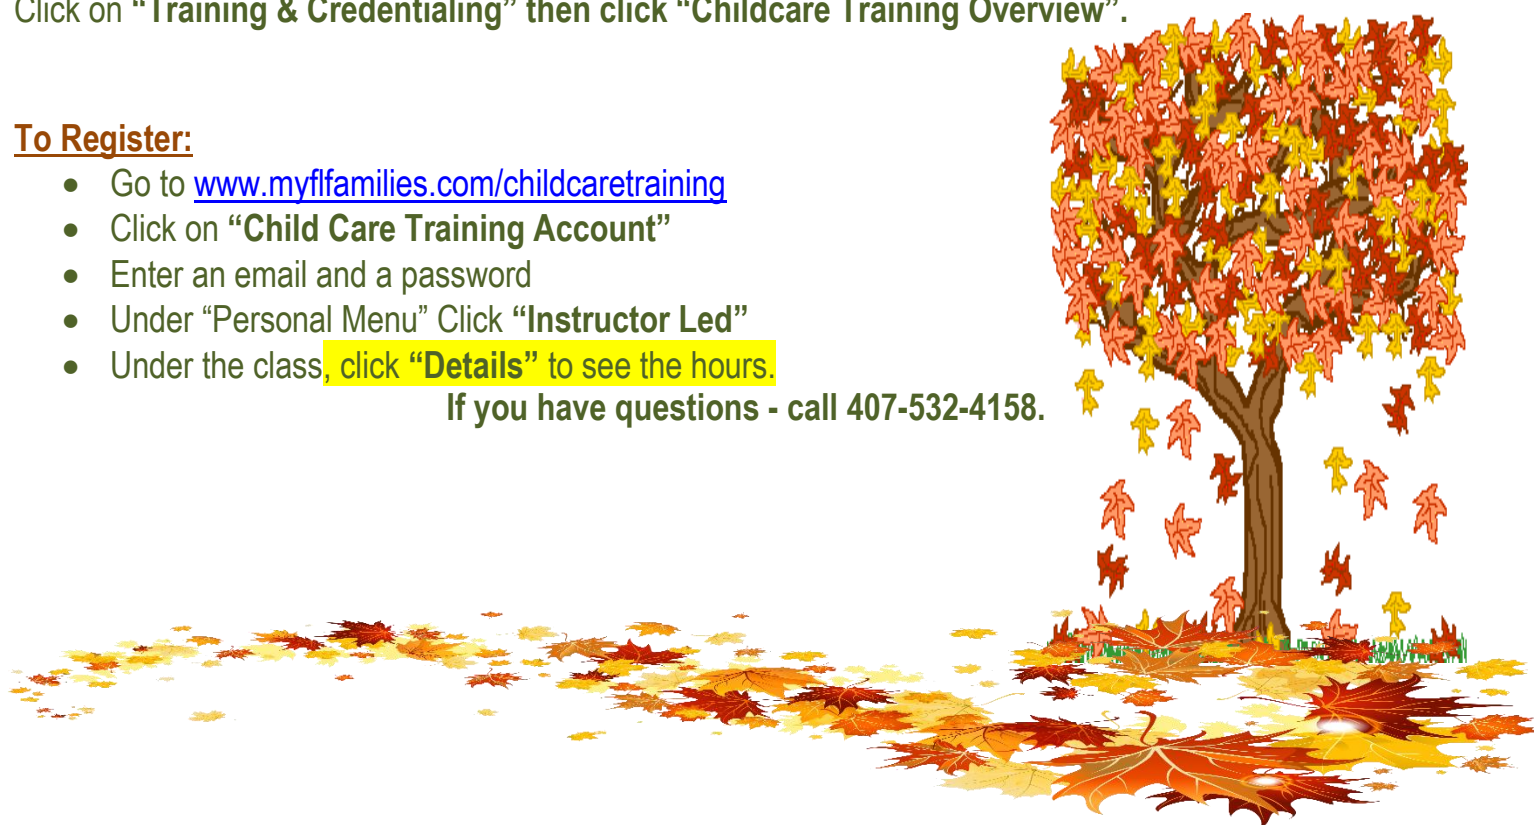 Click on “Training & Credentialing” then click “Childcare Training Overview”.
To Register:
• Go to www.myflfamilies.com/childcaretraining
• Click on “Child Care Training Account”
• Enter an email and a password
• Under “Personal Menu” Click “Instructor Led”
• Under the class, click “Details” to see the hours.
If you have questions - call 407-532-4158.